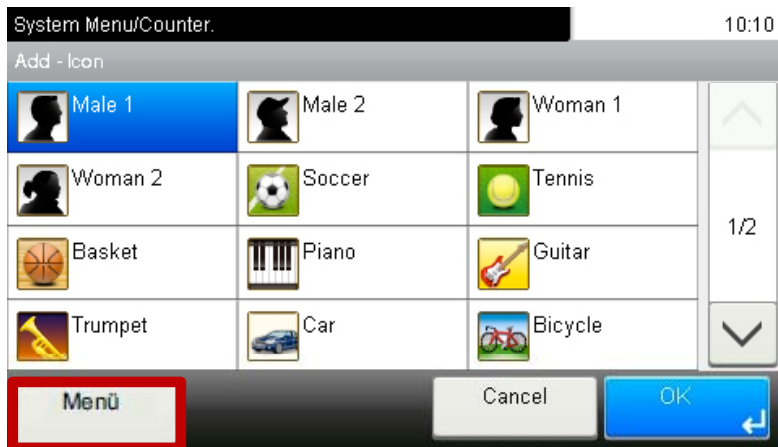 System Menu/Counter. 10:10
Add - Icon
Male 1 Male 2 Woman 1
Woman 2 Soccer Tennis
1/2
Basket Piano Guitar
Trumpet Car Bicycle
Menü Cancel OK